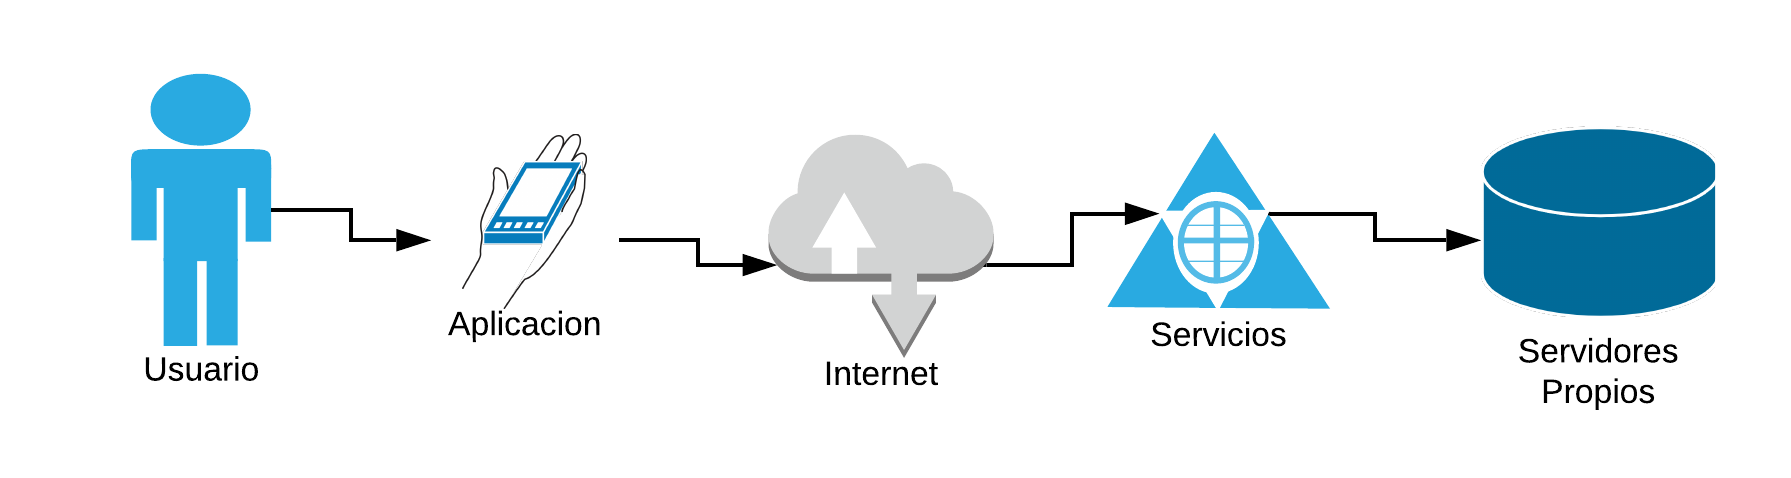 Usuario
Aplicacion
Internet
Servicios
Servidores
Propios